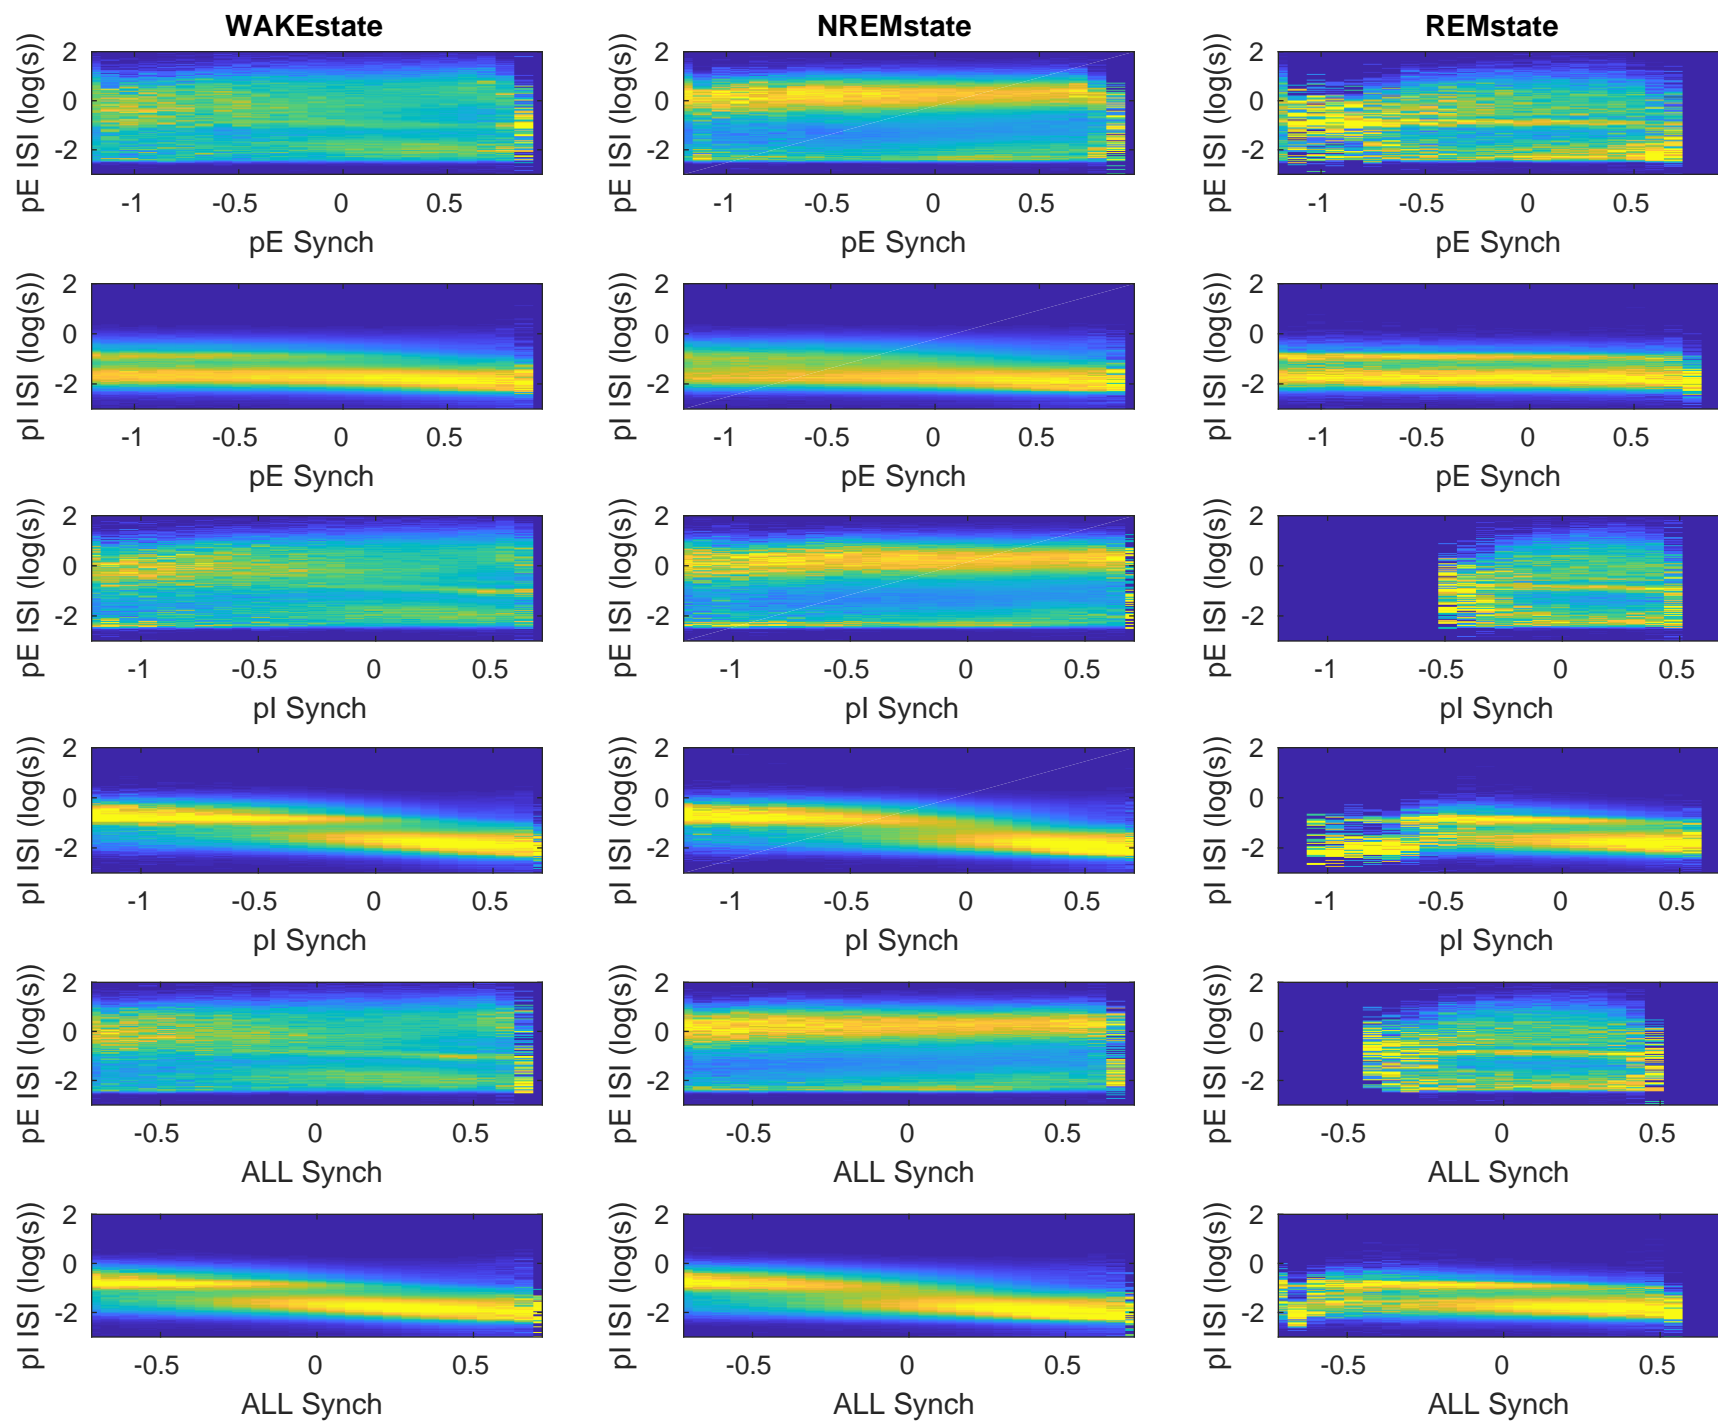 WAKEstate NREMstate REMstate
pE ISI (log(s)) 2 0 -2 pE ISI (log(s)) 2 0 -2 pE ISI (log(s)) 2 0 -2
-1 -0.5 0 0.5 -1 -0.5 0 0.5 -1 -0.5 0 0.5
pE Synch pE Synch pE Synch
pI ISI (log(s)) 2 0 -2 pI ISI (log(s)) 2 0 -2 pI ISI (log(s)) 2 0 -2
-1 -0.5 0 0.5 -1 -0.5 0 0.5 -1 -0.5 0 0.5
pE Synch pE Synch pE Synch
pE ISI (log(s)) 2 0 -2 pE ISI (log(s)) 2 0 -2 pE ISI (log(s)) 2 0 -2
-1 -0.5 0 0.5 -1 -0.5 0 0.5 -1 -0.5 0 0.5
pI Synch pI Synch pI Synch
pI ISI (log(s)) 2 0 -2 pI ISI (log(s)) 2 0 -2 pI ISI (log(s)) 2 0 -2
-1 -0.5 0 0.5 -1 -0.5 0 0.5 -1 -0.5 0 0.5
pI Synch pI Synch pI Synch
pE ISI (log(s)) 2 0 -2 pE ISI (log(s)) 2 0 -2 pE ISI (log(s)) 2 0 -2
-0.5 0 0.5 -0.5 0 0.5 -0.5 0 0.5
ALL Synch ALL Synch ALL Synch
pI ISI (log(s)) 2 0 -2 pI ISI (log(s)) 2 0 -2 pI ISI (log(s)) 2 0 -2
-0.5 0 0.5 -0.5 0 0.5 -0.5 0 0.5
ALL Synch ALL Synch ALL Synch